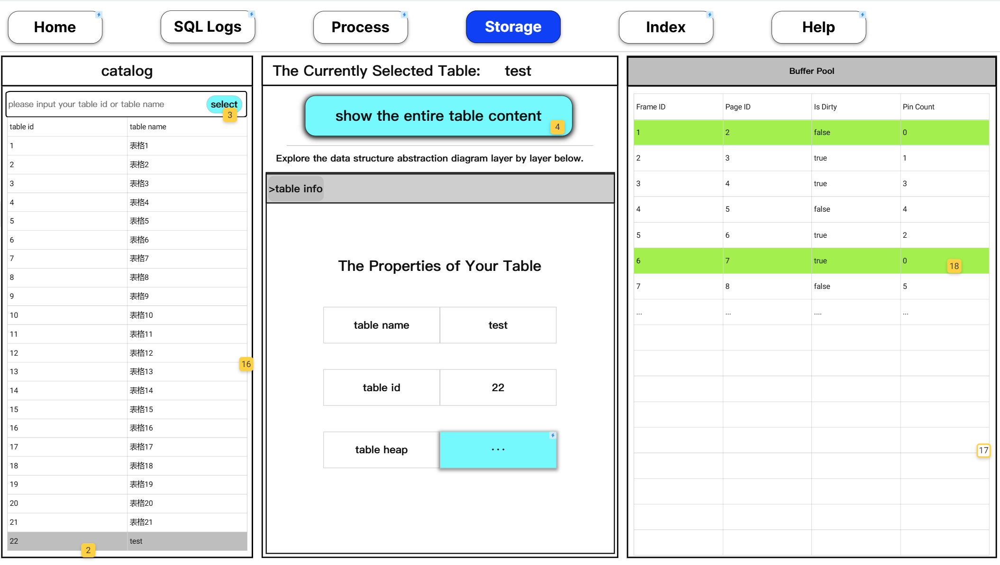 Home SQL Logs Process Storage Index Help
catalog
please input your table id or table name select
3
table id table name
1 表格1
2 表格2
3 表格3
4 表格4
5 表格5
6 表格6
7 表格7
8 表格8
9 表格9
10 表格10
11 表格11
12 表格12
16
13 表格13
14 表格14
15 表格15
16 表格16
17 表格17
18 表格18
19 表格19
20 表格20
21 表格21
22 test
2
The Currently Selected Table: test
show the entire table content
4
Explore the data structure abstraction diagram layer by layer below.
>table info
The Properties of Your Table
table name test
table id 22
table heap ...
Buffer Pool
Frame ID Page ID Is Dirty Pin Count
1 2 false 0
2 3 true 1
3 4 true 3
4 5 false 4
5 6 true 2
6 7 true 0
18
7 8 false 5
... ... .... ...
17